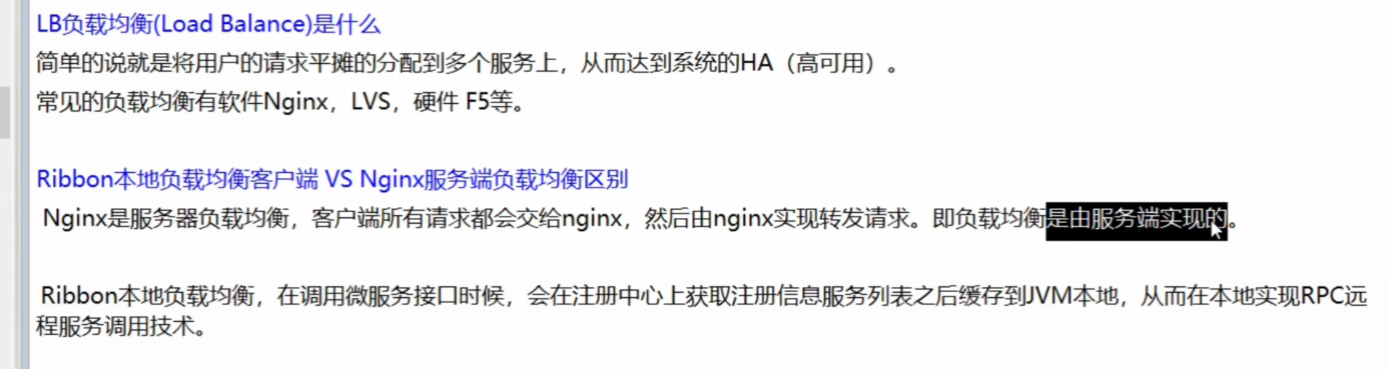 LB负载均衡(Load Balance)是什么
简单的说就是将用户的请求平摊的分配到多个服务上，从而达到系统的HA（高可用）。
常见的负载均衡有软件Nginx，LVS，硬件 F5等。
Ribbon本地负载均衡客户端 VS Nginx服务端负载均衡区别
Nginx是服务器负载均衡，客户端所有请求都会交给nginx，然后由nginx实现转发请求。即负载均衡是由服务端实现的。
Ribbon本地负载均衡，在调用微服务接口时候，会在注册中心上获取注册信息服务列表之后缓存到JVM本地，从而在本地实现RPC远
程服务调用技术。